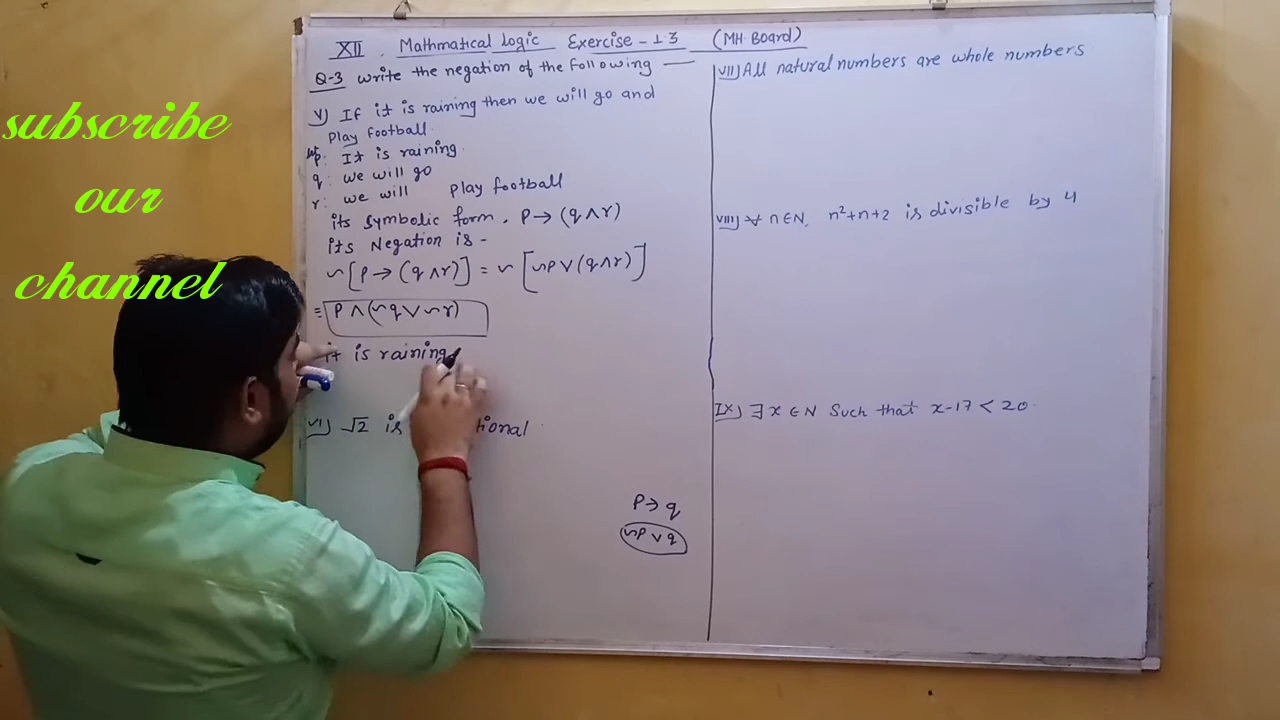 subscribe
our
channel
XII Mathmatical Logic Exercise - 1.3 (MH Board)
Q-3 write the negation of the following —
V) If it is raining then we will go and
Play football.
let
p: It is raining.
q: we will go
r: we will play football
its symbolic form, P→(q∧r)
its Negation is -
~[P→(q∧r)] ≡ ~[~P∨(q∧r)]
≡ P∧(~q∨~r)
it is raining
VI) √2 is
P→q
~P∨q
VII) All natural numbers are whole numbers
VIII) ∀ n∈N, n²+n+2 is divisible by 4
IX) ∃ x ∈ N Such that x-17 < 20.